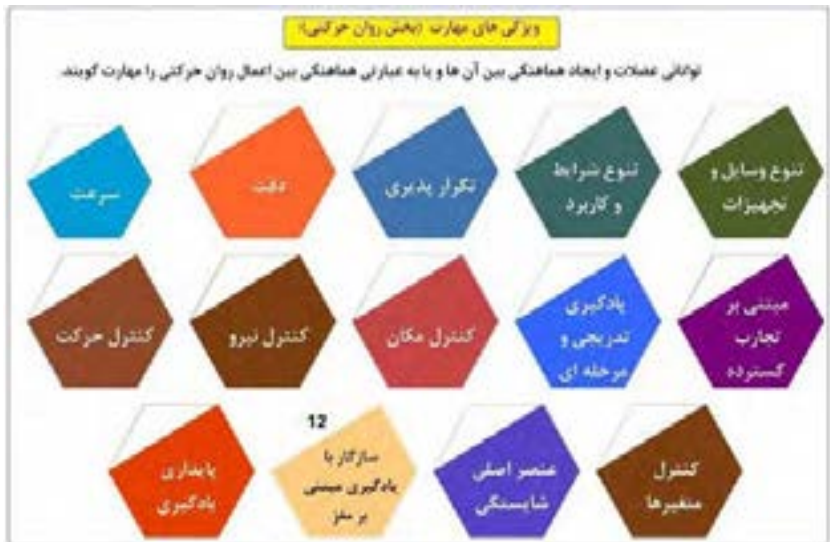 ویژگی های مهارت (بخش روان حرکتی)
توانائی عضلات و ایجاد هماهنگی بین آن ها و یا به عبارتی هماهنگی بین اعمال روان حرکتی را مهارت گویند.
تنوع وسایل و
تجهیزات
تنوع شرایط
و کاربرد
تکرار پذیری
دقت
سرعت
مبتنی بر
تجارب
گسترده
یادگیری
تدریجی و
مرحله ای
کنترل مکان
کنترل نیرو
کنترل حرکت
کنترل
متغیرها
عنصر اصلی
شایستگی
12
سازگار با
یادگیری مبتنی
بر مغز
پایداری
یادگیری